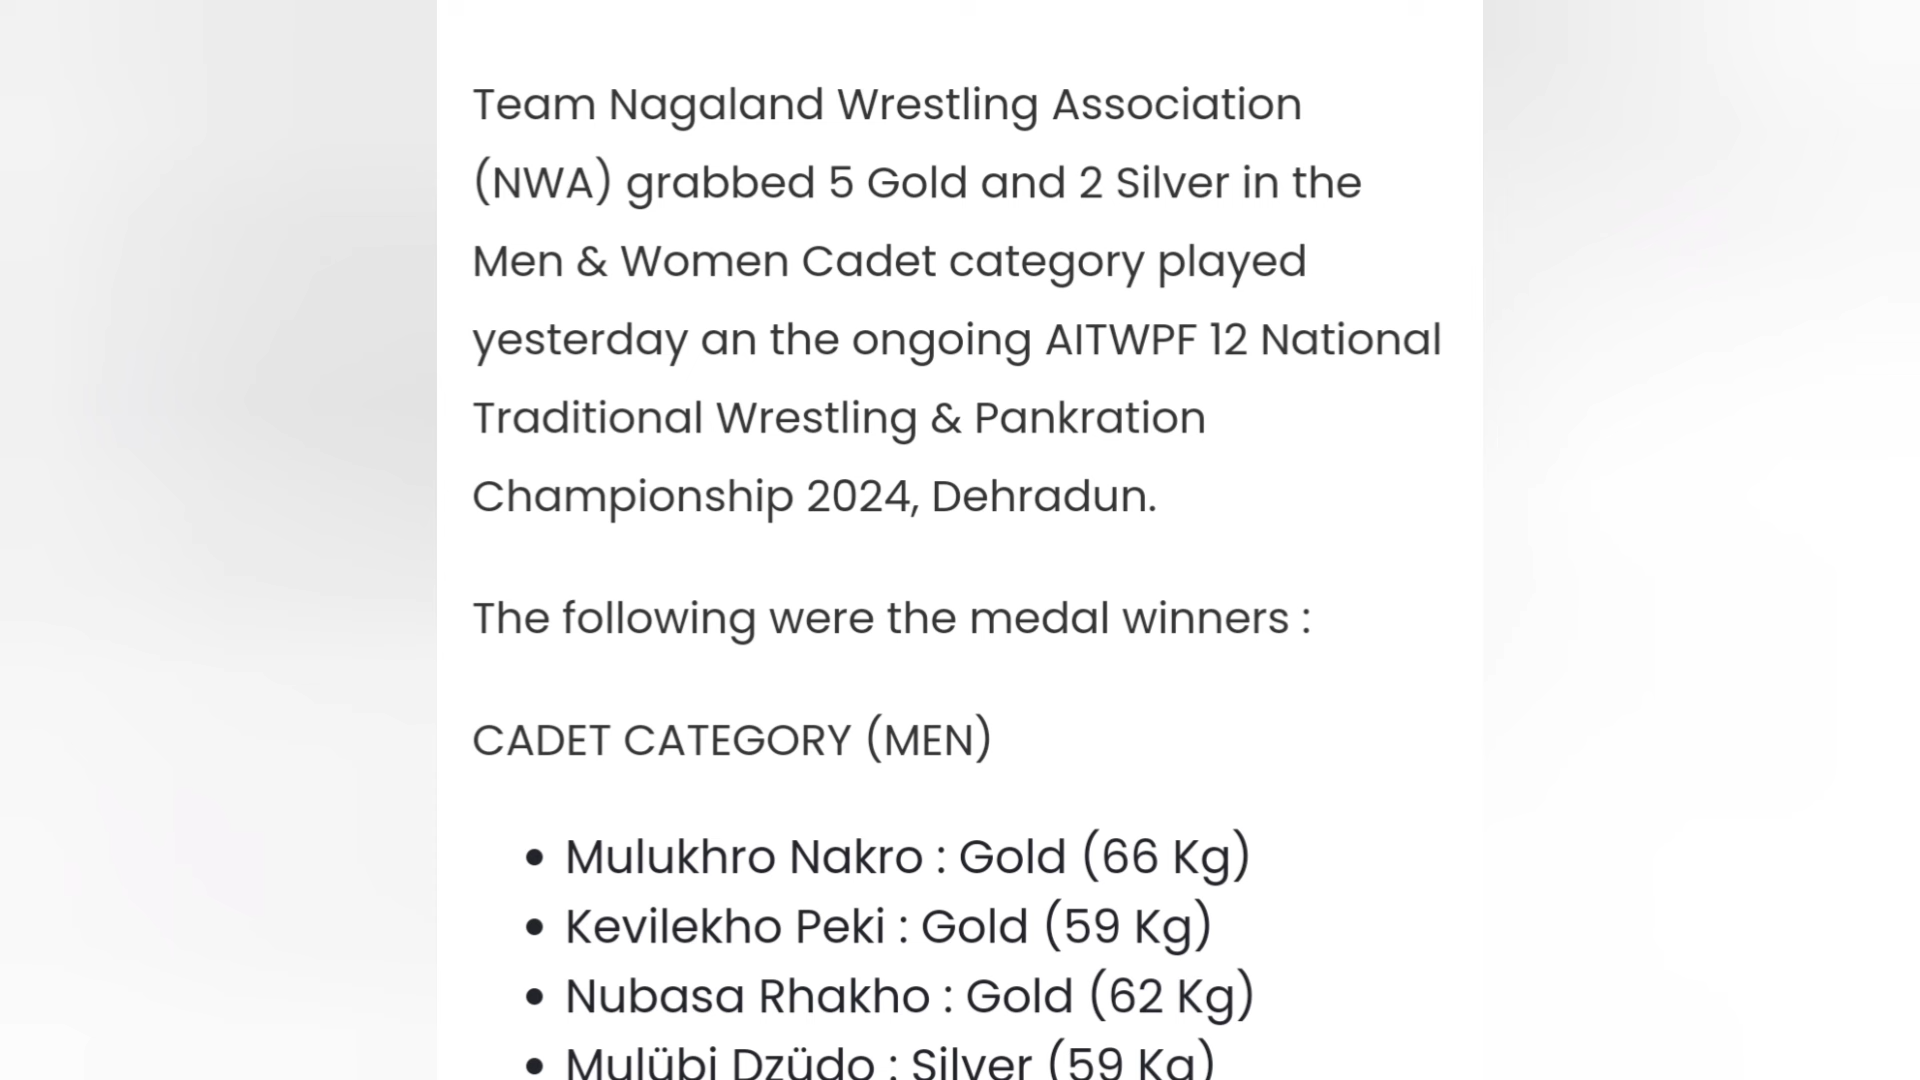 Team Nagaland Wrestling Association
(NWA) grabbed 5 Gold and 2 Silver in the
Men & Women Cadet category played
yesterday an the ongoing AITWPF 12 National
Traditional Wrestling & Pankration
Championship 2024, Dehradun.
The following were the medal winners :
CADET CATEGORY (MEN)
• Mulukhro Nakro : Gold (66 Kg)
• Kevilekho Peki : Gold (59 Kg)
• Nubasa Rhakho : Gold (62 Kg)
• Mulübi Dzüdo : Silver (59 Kg)